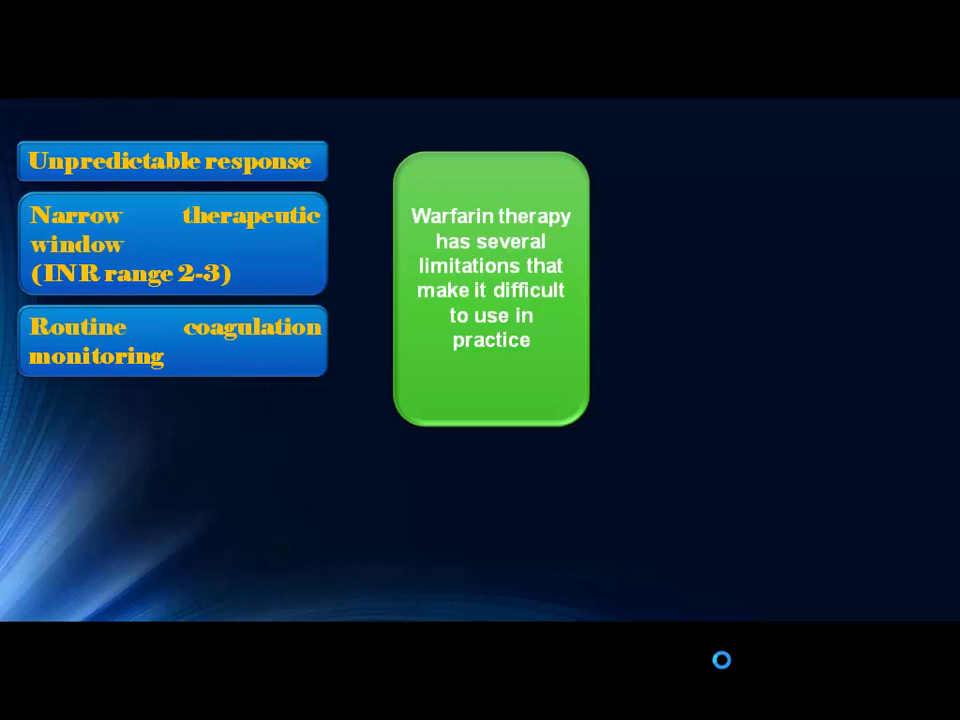 Unpredictable response
Narrow therapeutic
window
(INR range 2-3)
Routine coagulation
monitoring
Warfarin therapy
has several
limitations that
make it difficult
to use in
practice